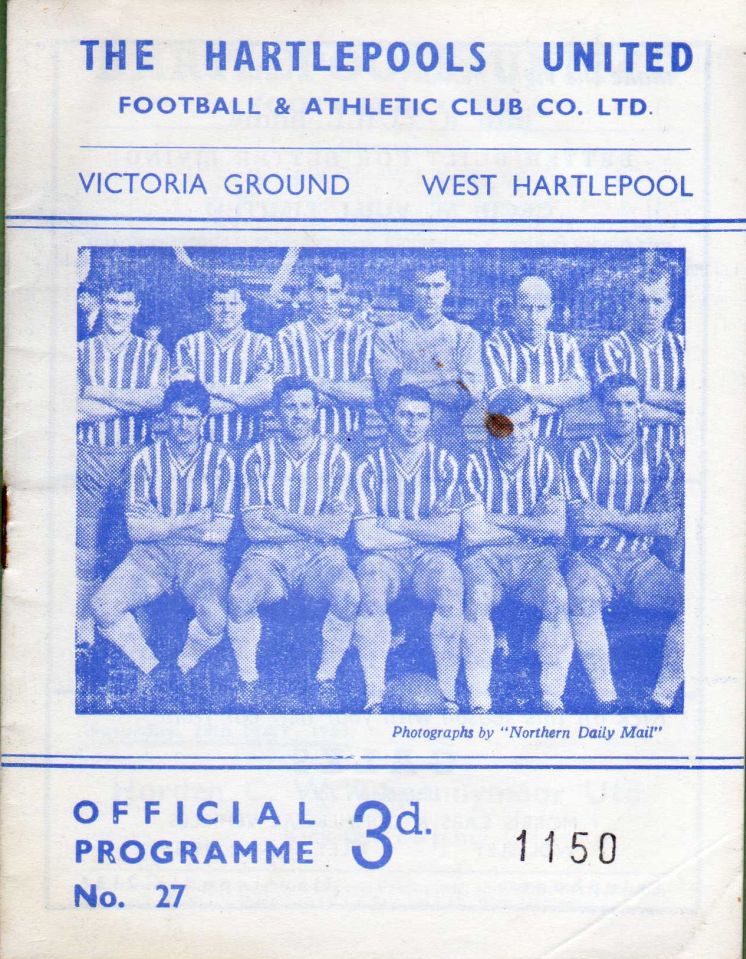 THE HARTLEPOOLS UNITED
FOOTBALL & ATHLETIC CLUB CO. LTD.
VICTORIA GROUND WEST HARTLEPOOL
Photographs by "Northern Daily Mail"
OFFICIAL
PROGRAMME 3d. 1150
No. 27